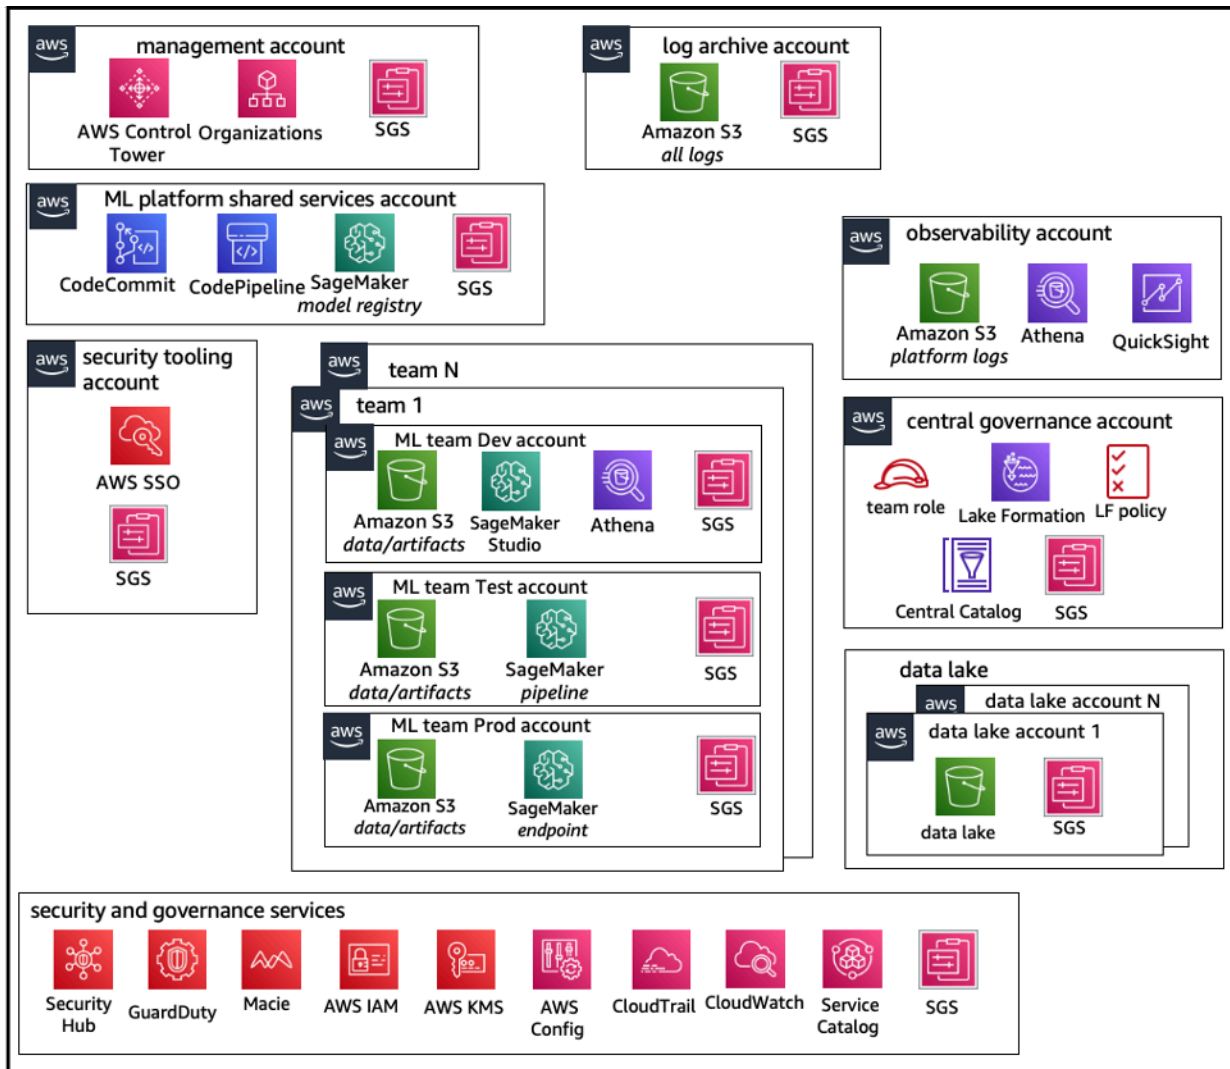 aws
management account
AWS Control
Tower
Organizations
SGS
aws
log archive account
Amazon S3
all logs
SGS
aws
ML platform shared services account
CodeCommit
CodePipeline
SageMaker
model registry
SGS
aws
observability account
Amazon S3
platform logs
Athena
QuickSight
aws
security tooling
account
AWS SSO
SGS
aws
team N
aws
team 1
aws
ML team Dev account
Amazon S3
data/artifacts
SageMaker
Studio
Athena
SGS
aws
ML team Test account
Amazon S3
data/artifacts
SageMaker
pipeline
SGS
aws
ML team Prod account
Amazon S3
data/artifacts
SageMaker
endpoint
SGS
aws
central governance account
team role
Lake Formation
LF policy
Central Catalog
SGS
data lake
aws
data lake account N
aws
data lake account 1
data lake
SGS
security and governance services
Security
Hub
GuardDuty
Macie
AWS IAM
AWS KMS
AWS
Config
CloudTrail
CloudWatch
Service
Catalog
SGS